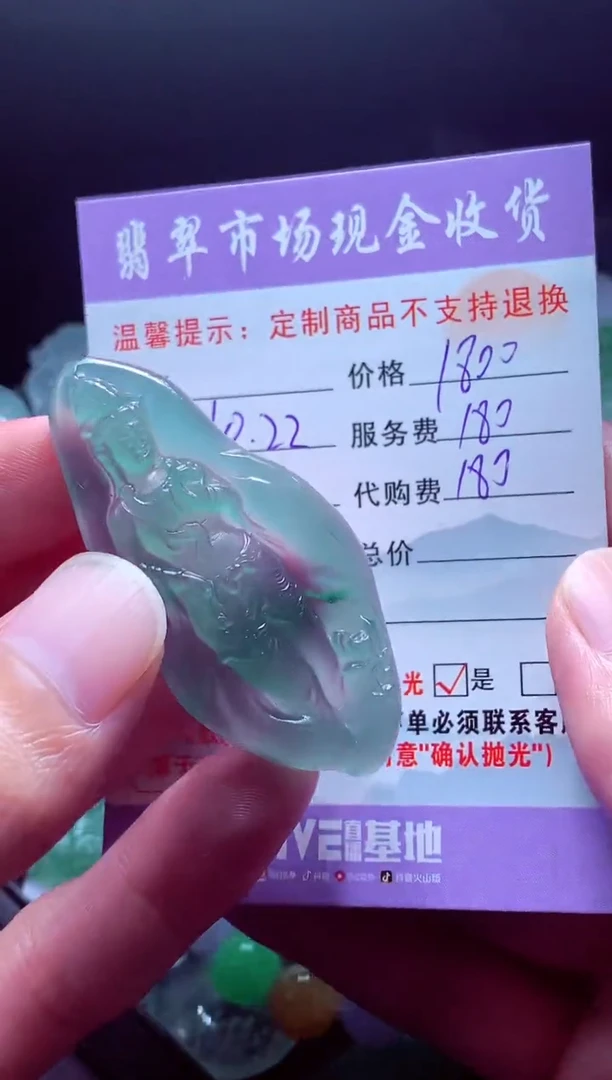 翡翠市场现金收货
温馨提示：定制商品不支持退换
价格 1800
10.22 服务费 180
代购费 180
总价
光 ☑是 □
单必须联系客
意"确认抛光")
基地